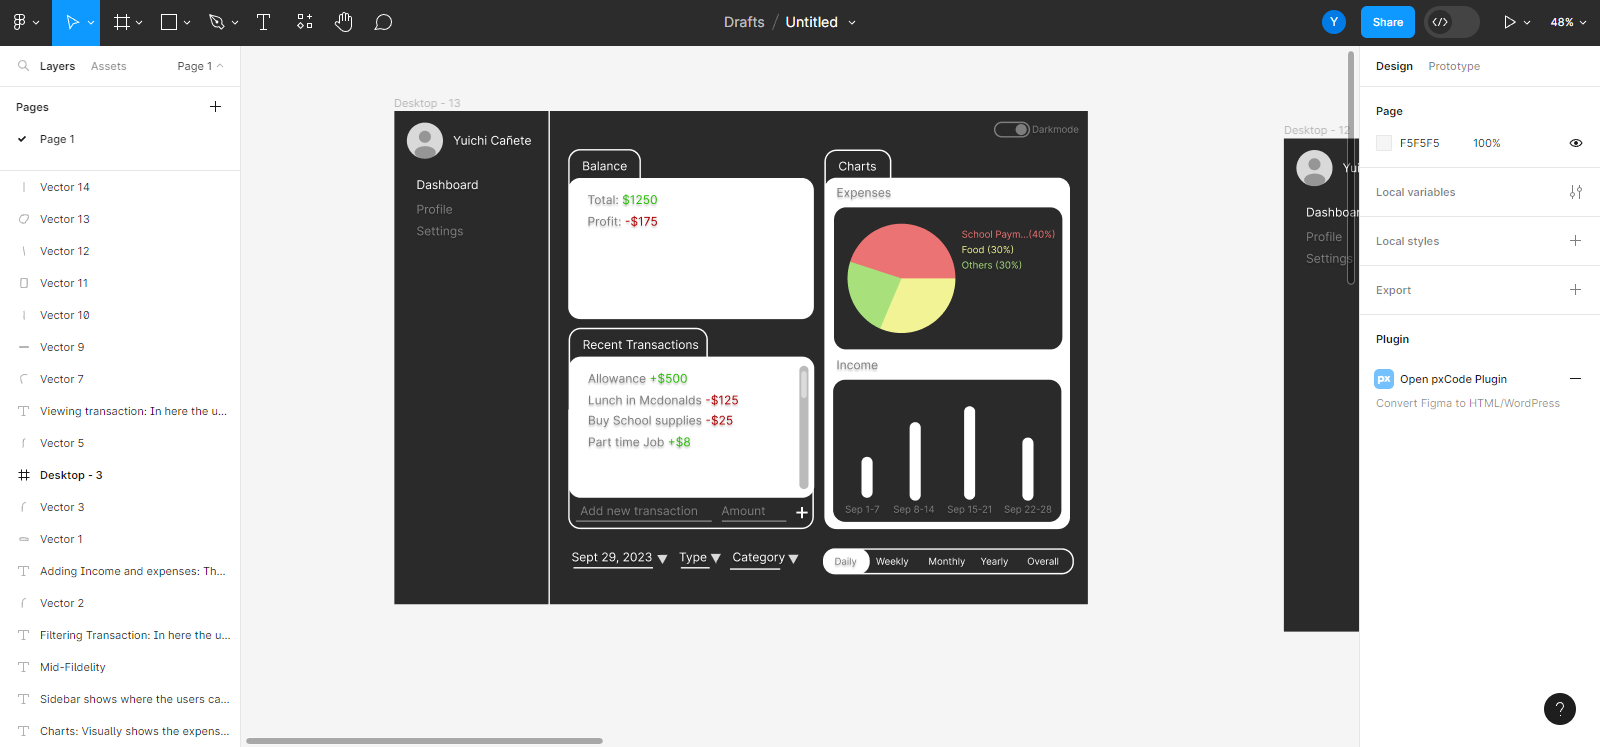 Drafts / Untitled
Y
Share
</>
48%
Layers
Assets
Page 1
Pages
Page 1
Vector 14
Vector 13
Vector 12
Vector 11
Vector 10
Vector 9
Vector 7
Viewing transaction: In here the u...
Vector 5
Desktop - 3
Vector 3
Vector 1
Adding Income and expenses: Th...
Vector 2
Filtering Transaction: In here the u...
Mid-Fildelity
Sidebar shows where the users ca...
Charts: Visually shows the expens...
Desktop - 13
Yuichi Cañete
Dashboard
Profile
Settings
Darkmode
Balance
Total: $1250
Profit: -$175
Recent Transactions
Allowance +$500
Lunch in Mcdonalds -$125
Buy School supplies -$25
Part time Job +$8
Add new transaction
Amount
+
Sept 29, 2023
Type
Category
Charts
Expenses
School Paym...(40%)
Food (30%)
Others (30%)
Income
Sep 1-7
Sep 8-14
Sep 15-21
Sep 22-28
Daily
Weekly
Monthly
Yearly
Overall
Desktop - 12
Yui
Dashboar
Profile
Settings
Design
Prototype
Page
F5F5F5
100%
Local variables
Local styles
Export
Plugin
px
Open pxCode Plugin
Convert Figma to HTML/WordPress
?